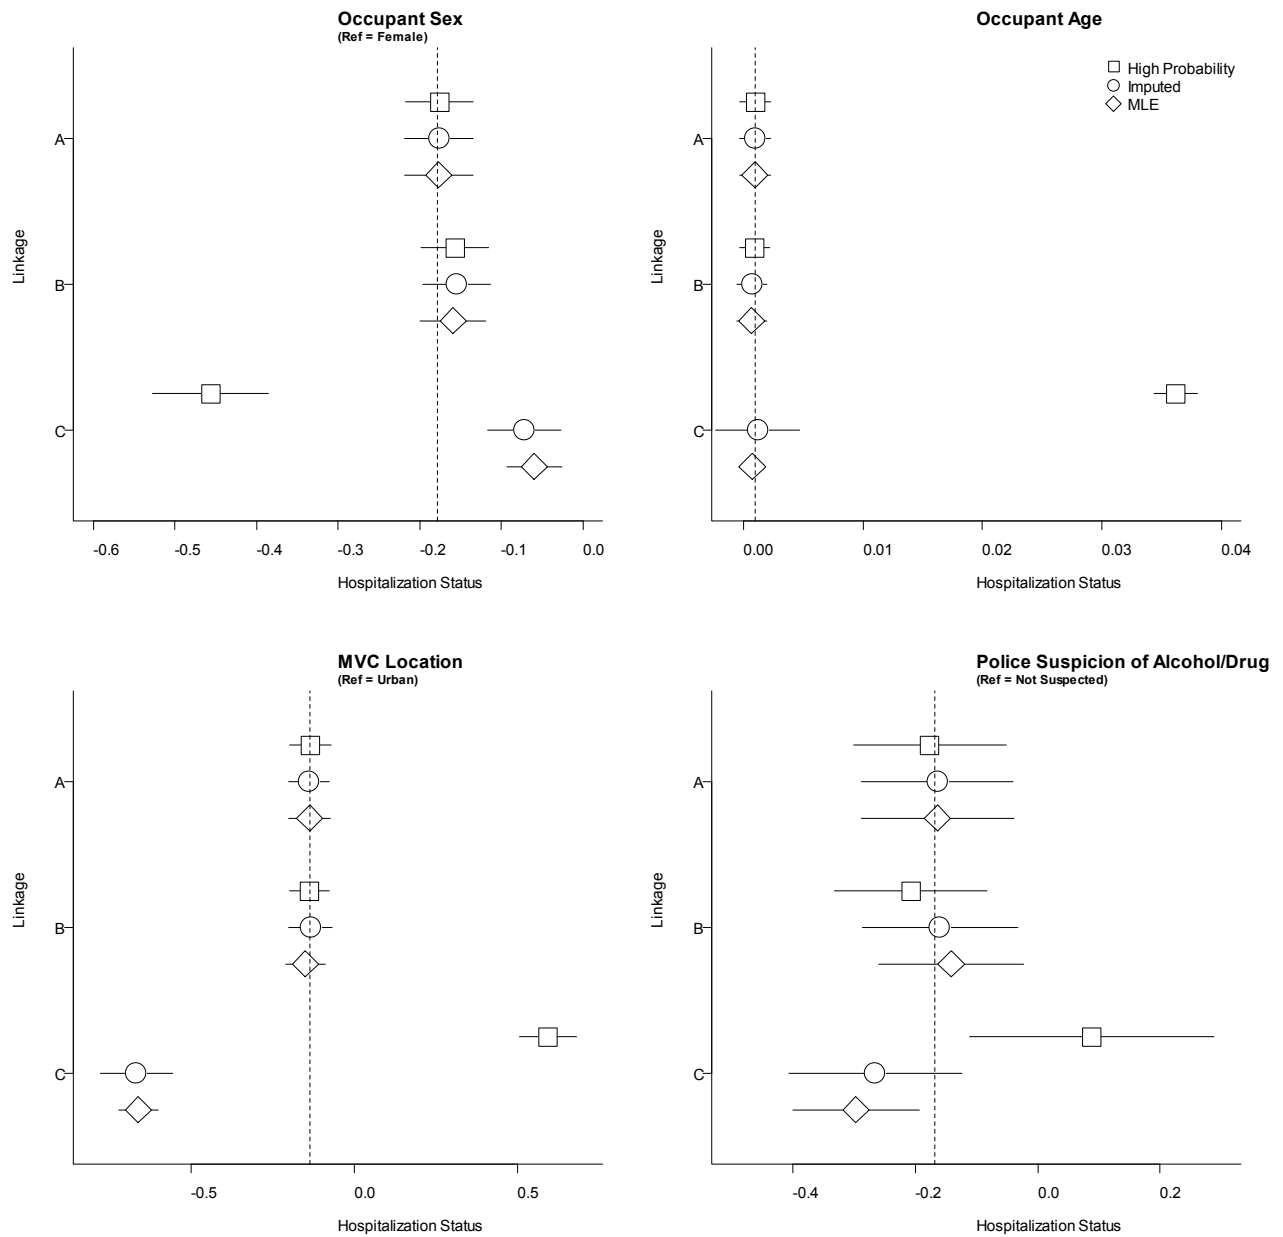 Occupant Sex
(Ref = Female)
A
B
C
Linkage
-0.6 -0.5 -0.4 -0.3 -0.2 -0.1 0.0
Hospitalization Status
Occupant Age
High Probability
Imputed
MLE
A
B
C
Linkage
0.00 0.01 0.02 0.03 0.04
Hospitalization Status
MVC Location
(Ref = Urban)
A
B
C
Linkage
-0.5 0.0 0.5
Hospitalization Status
Police Suspicion of Alcohol/Drug
(Ref = Not Suspected)
A
B
C
Linkage
-0.4 -0.2 0.0 0.2
Hospitalization Status